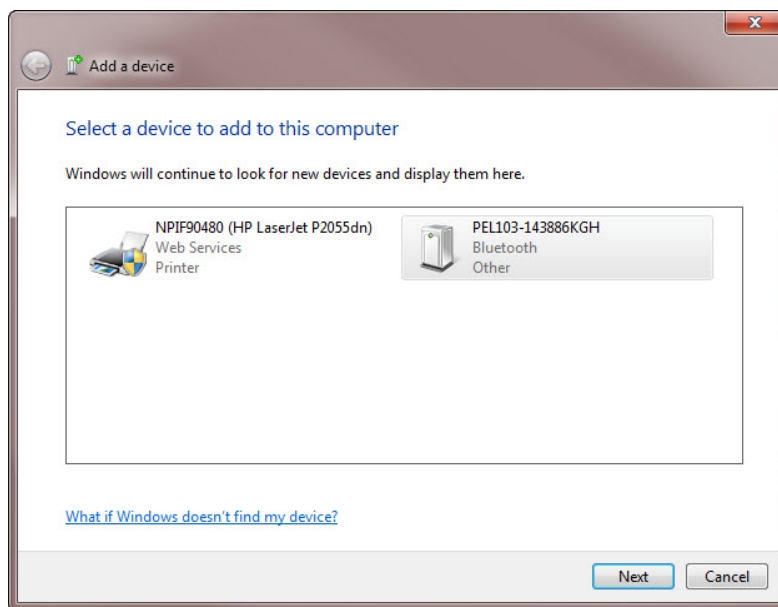 Add a device
Select a device to add to this computer
Windows will continue to look for new devices and display them here.
NPIF90480 (HP LaserJet P2055dn)
Web Services
Printer
PEL103-143886KGH
Bluetooth
Other
What if Windows doesn't find my device?
Next
Cancel